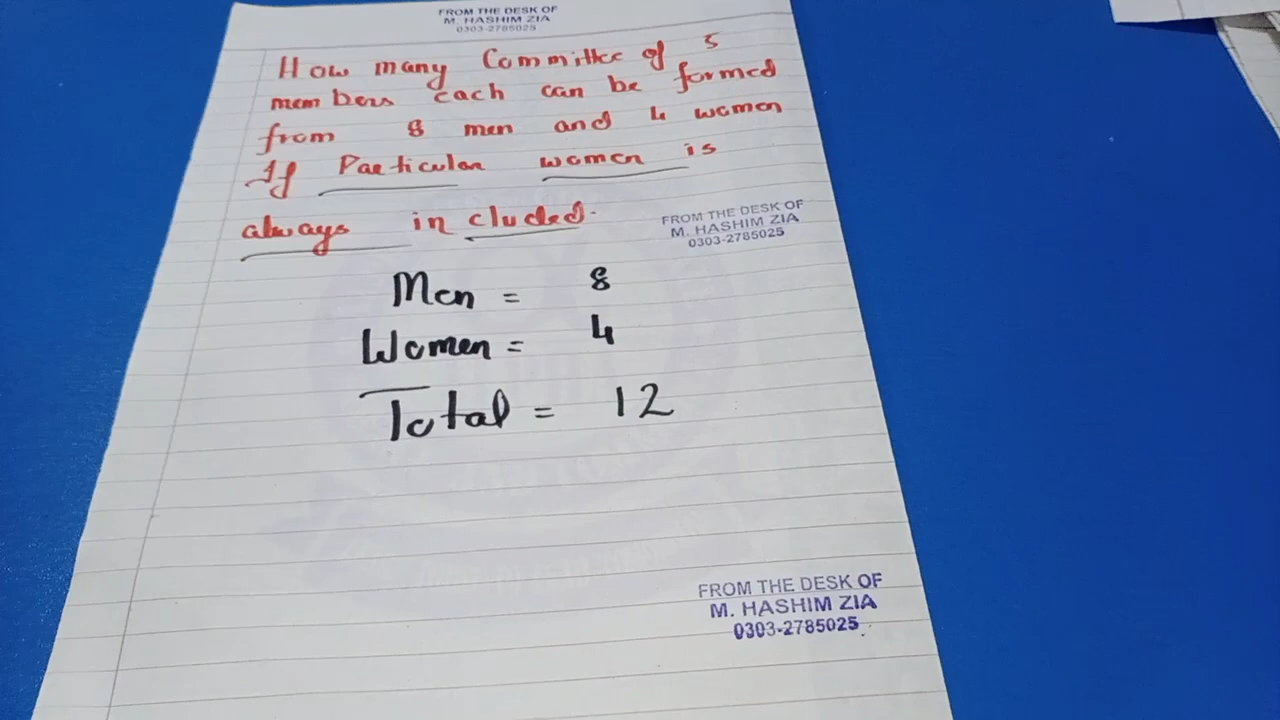 FROM THE DESK OF
M. HASHIM ZIA
0303-2785025
How many Committee of 5
members each can be formed
from 8 men and 4 women
If Particular women is
always included.
FROM THE DESK OF
M. HASHIM ZIA
0303-2785025
Men = 8
Women = 4
Total = 12
FROM THE DESK OF
M. HASHIM ZIA
0303-2785025